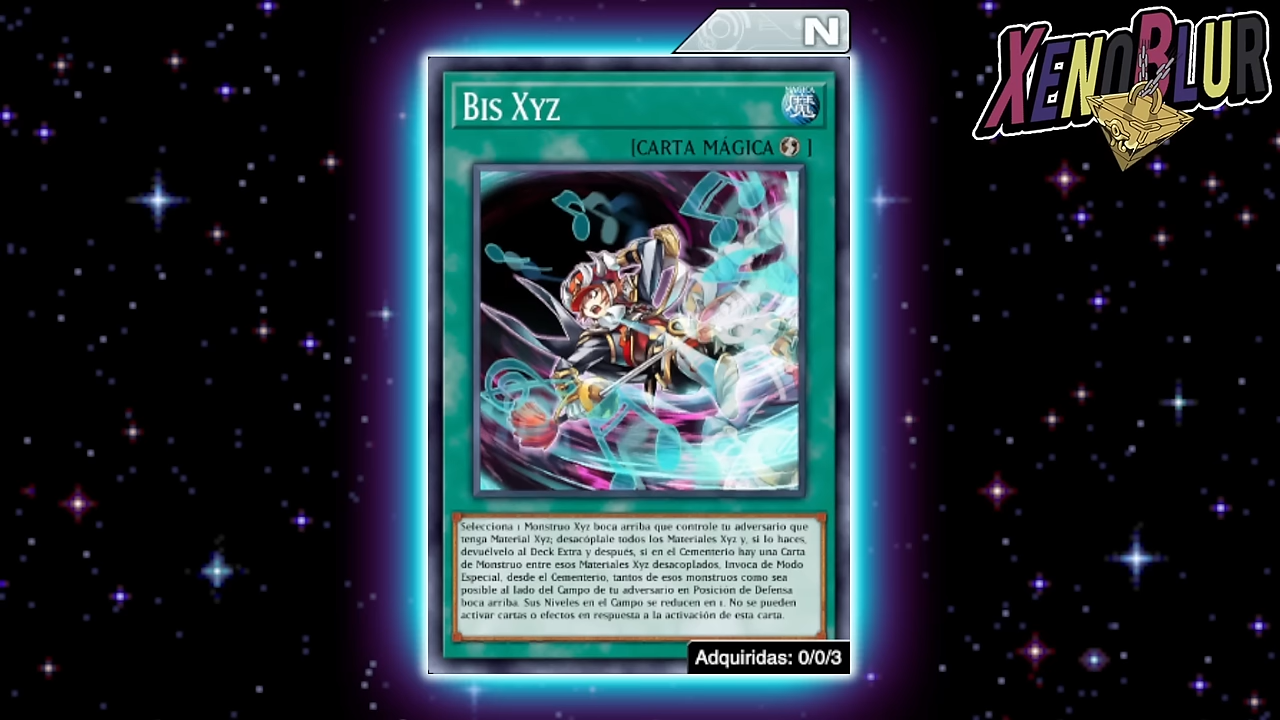 N
XENOBLUR
BIS XYZ
MÁGICA
魔
[CARTA MÁGICA ]
Selecciona 1 Monstruo Xyz boca arriba que controle tu adversario que
tenga Material Xyz; desacóplale todos los Materiales Xyz y, si lo haces,
devuélvelo al Deck Extra y después, si en el Cementerio hay una Carta
de Monstruo entre esos Materiales Xyz desacoplados, Invoca de Modo
Especial, desde el Cementerio, tantos de esos monstruos como sea
posible al lado del Campo de tu adversario en Posición de Defensa
boca arriba. Sus Niveles en el Campo se reducen en 1. No se pueden
activar cartas o efectos en respuesta a la activación de esta carta.
Adquiridas: 0/0/3